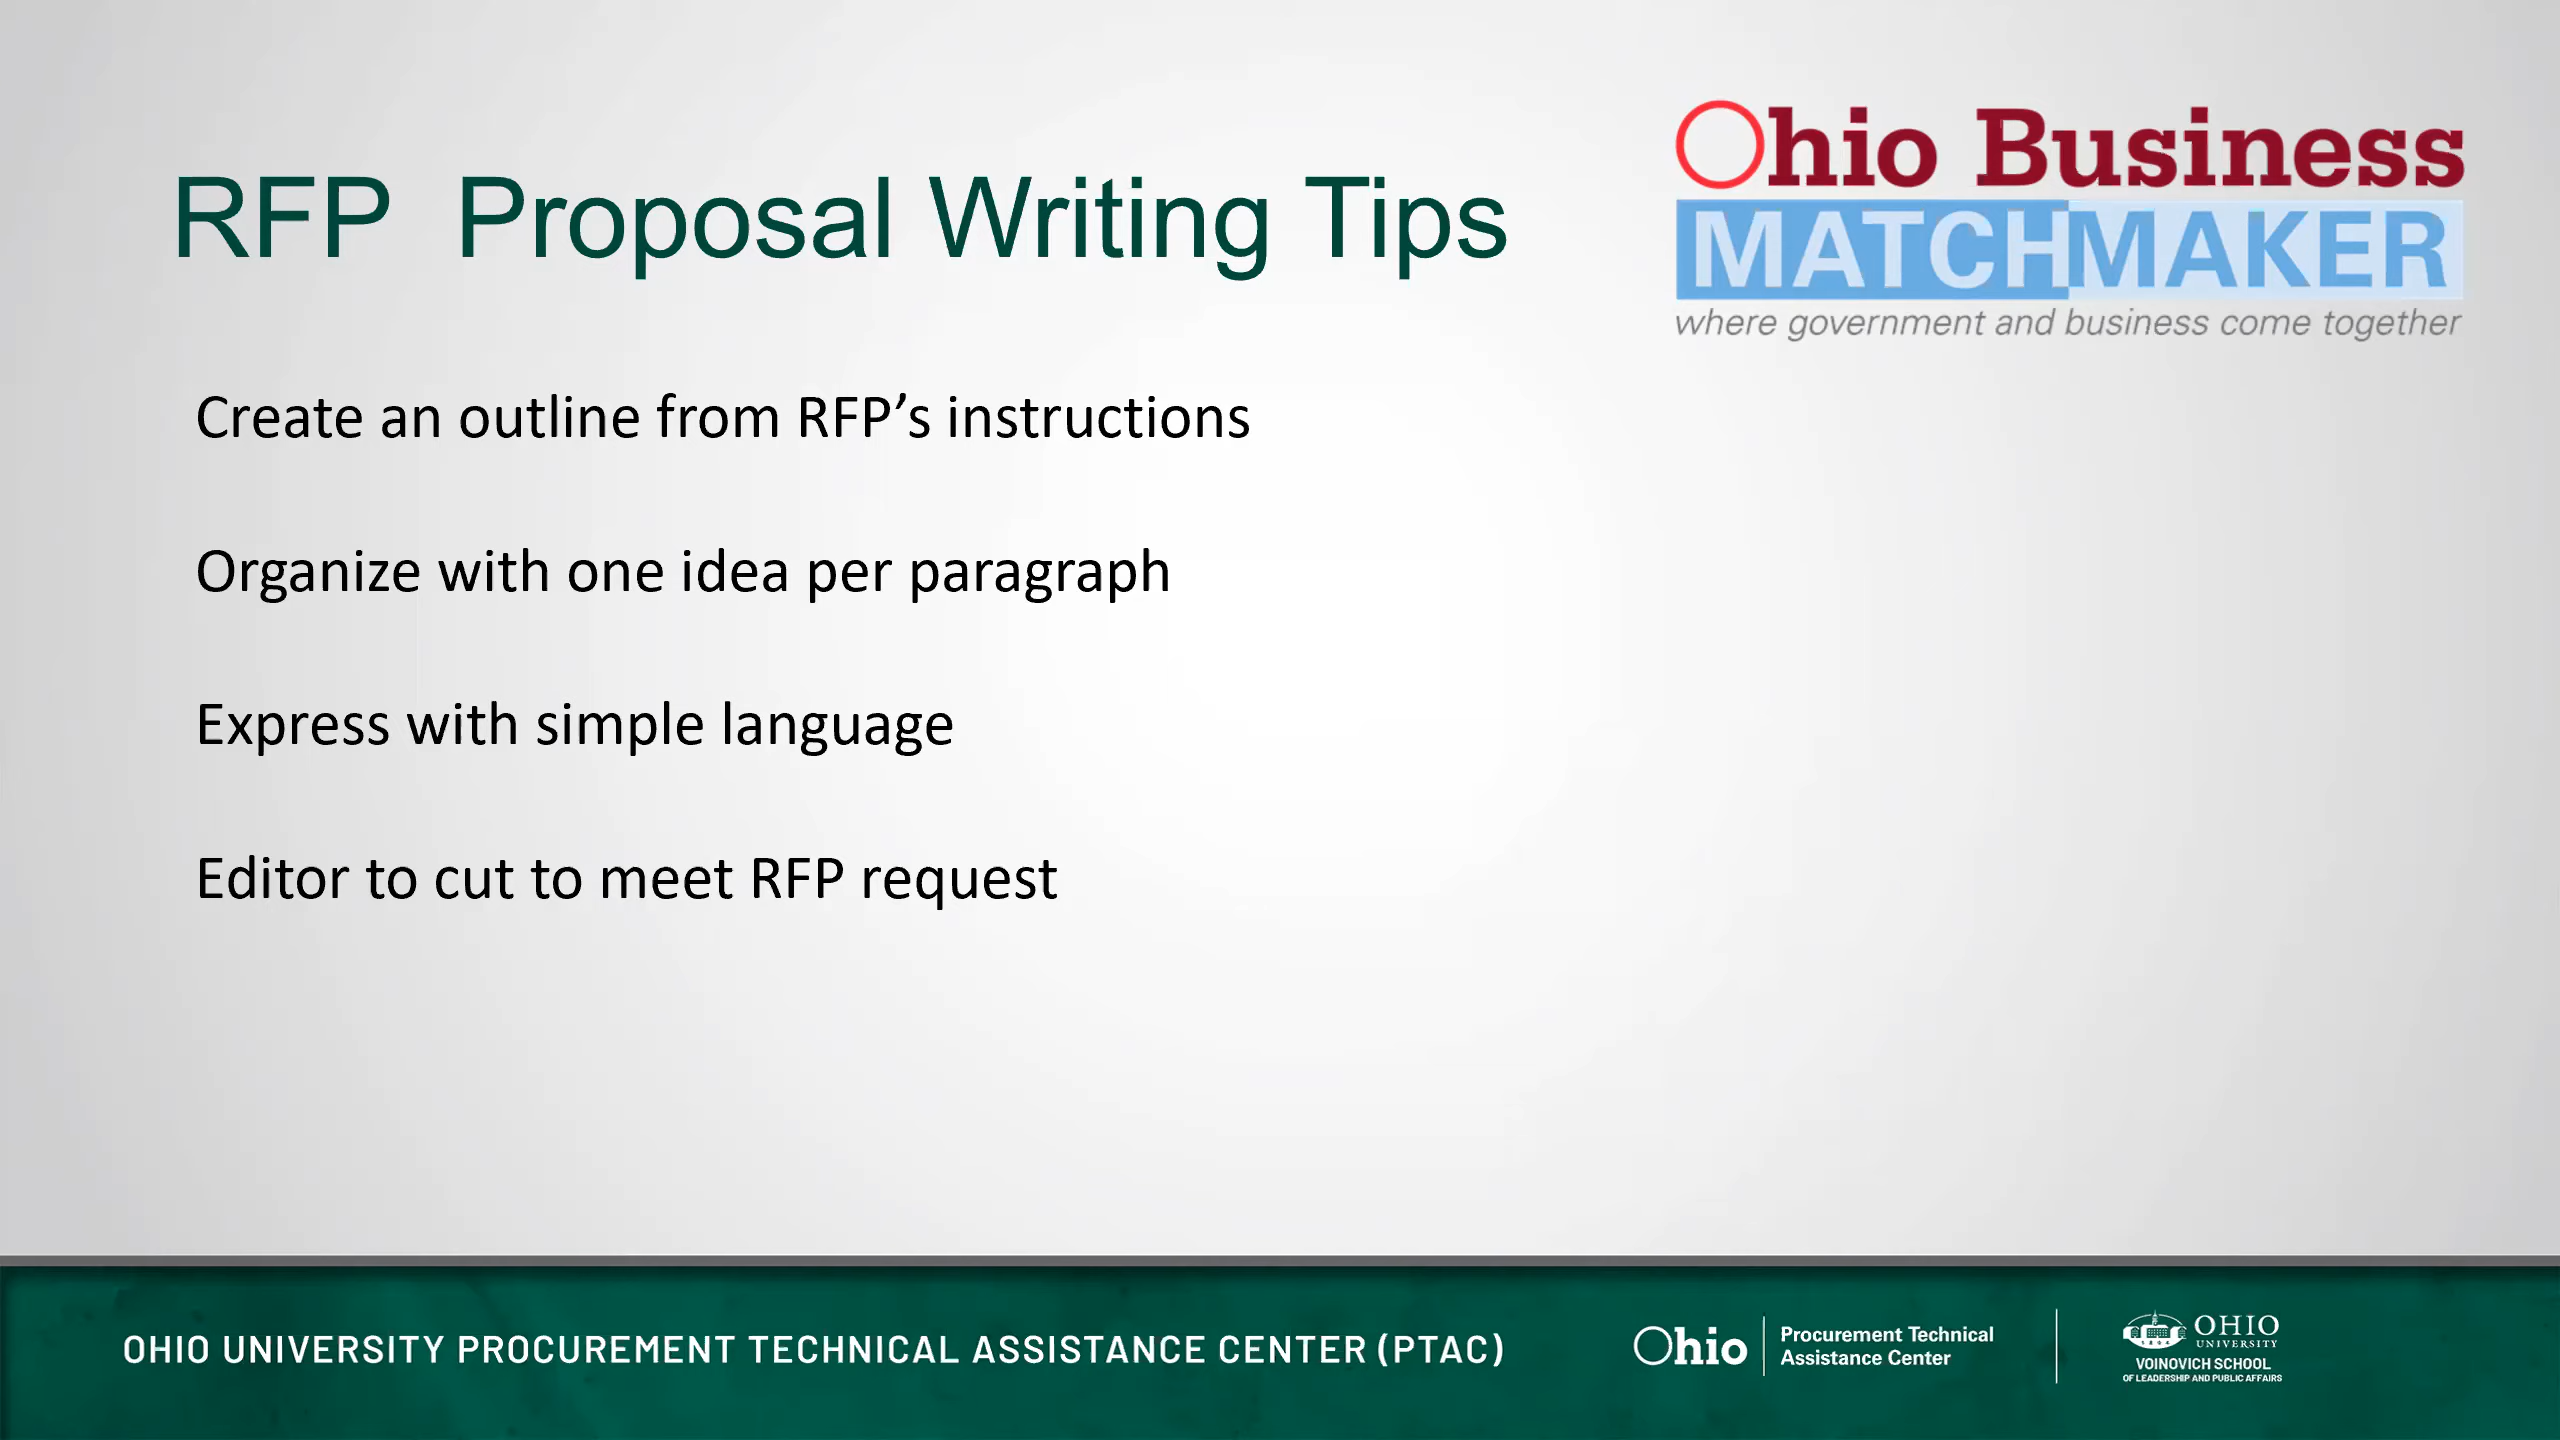 RFP  Proposal Writing Tips
Ohio Business
MATCHMAKER
where government and business come together
Create an outline from RFP’s instructions
Organize with one idea per paragraph
Express with simple language
Editor to cut to meet RFP request
OHIO UNIVERSITY PROCUREMENT TECHNICAL ASSISTANCE CENTER (PTAC)
Ohio
Procurement Technical
Assistance Center
OHIO
UNIVERSITY
VOINOVICH SCHOOL
OF LEADERSHIP AND PUBLIC AFFAIRS